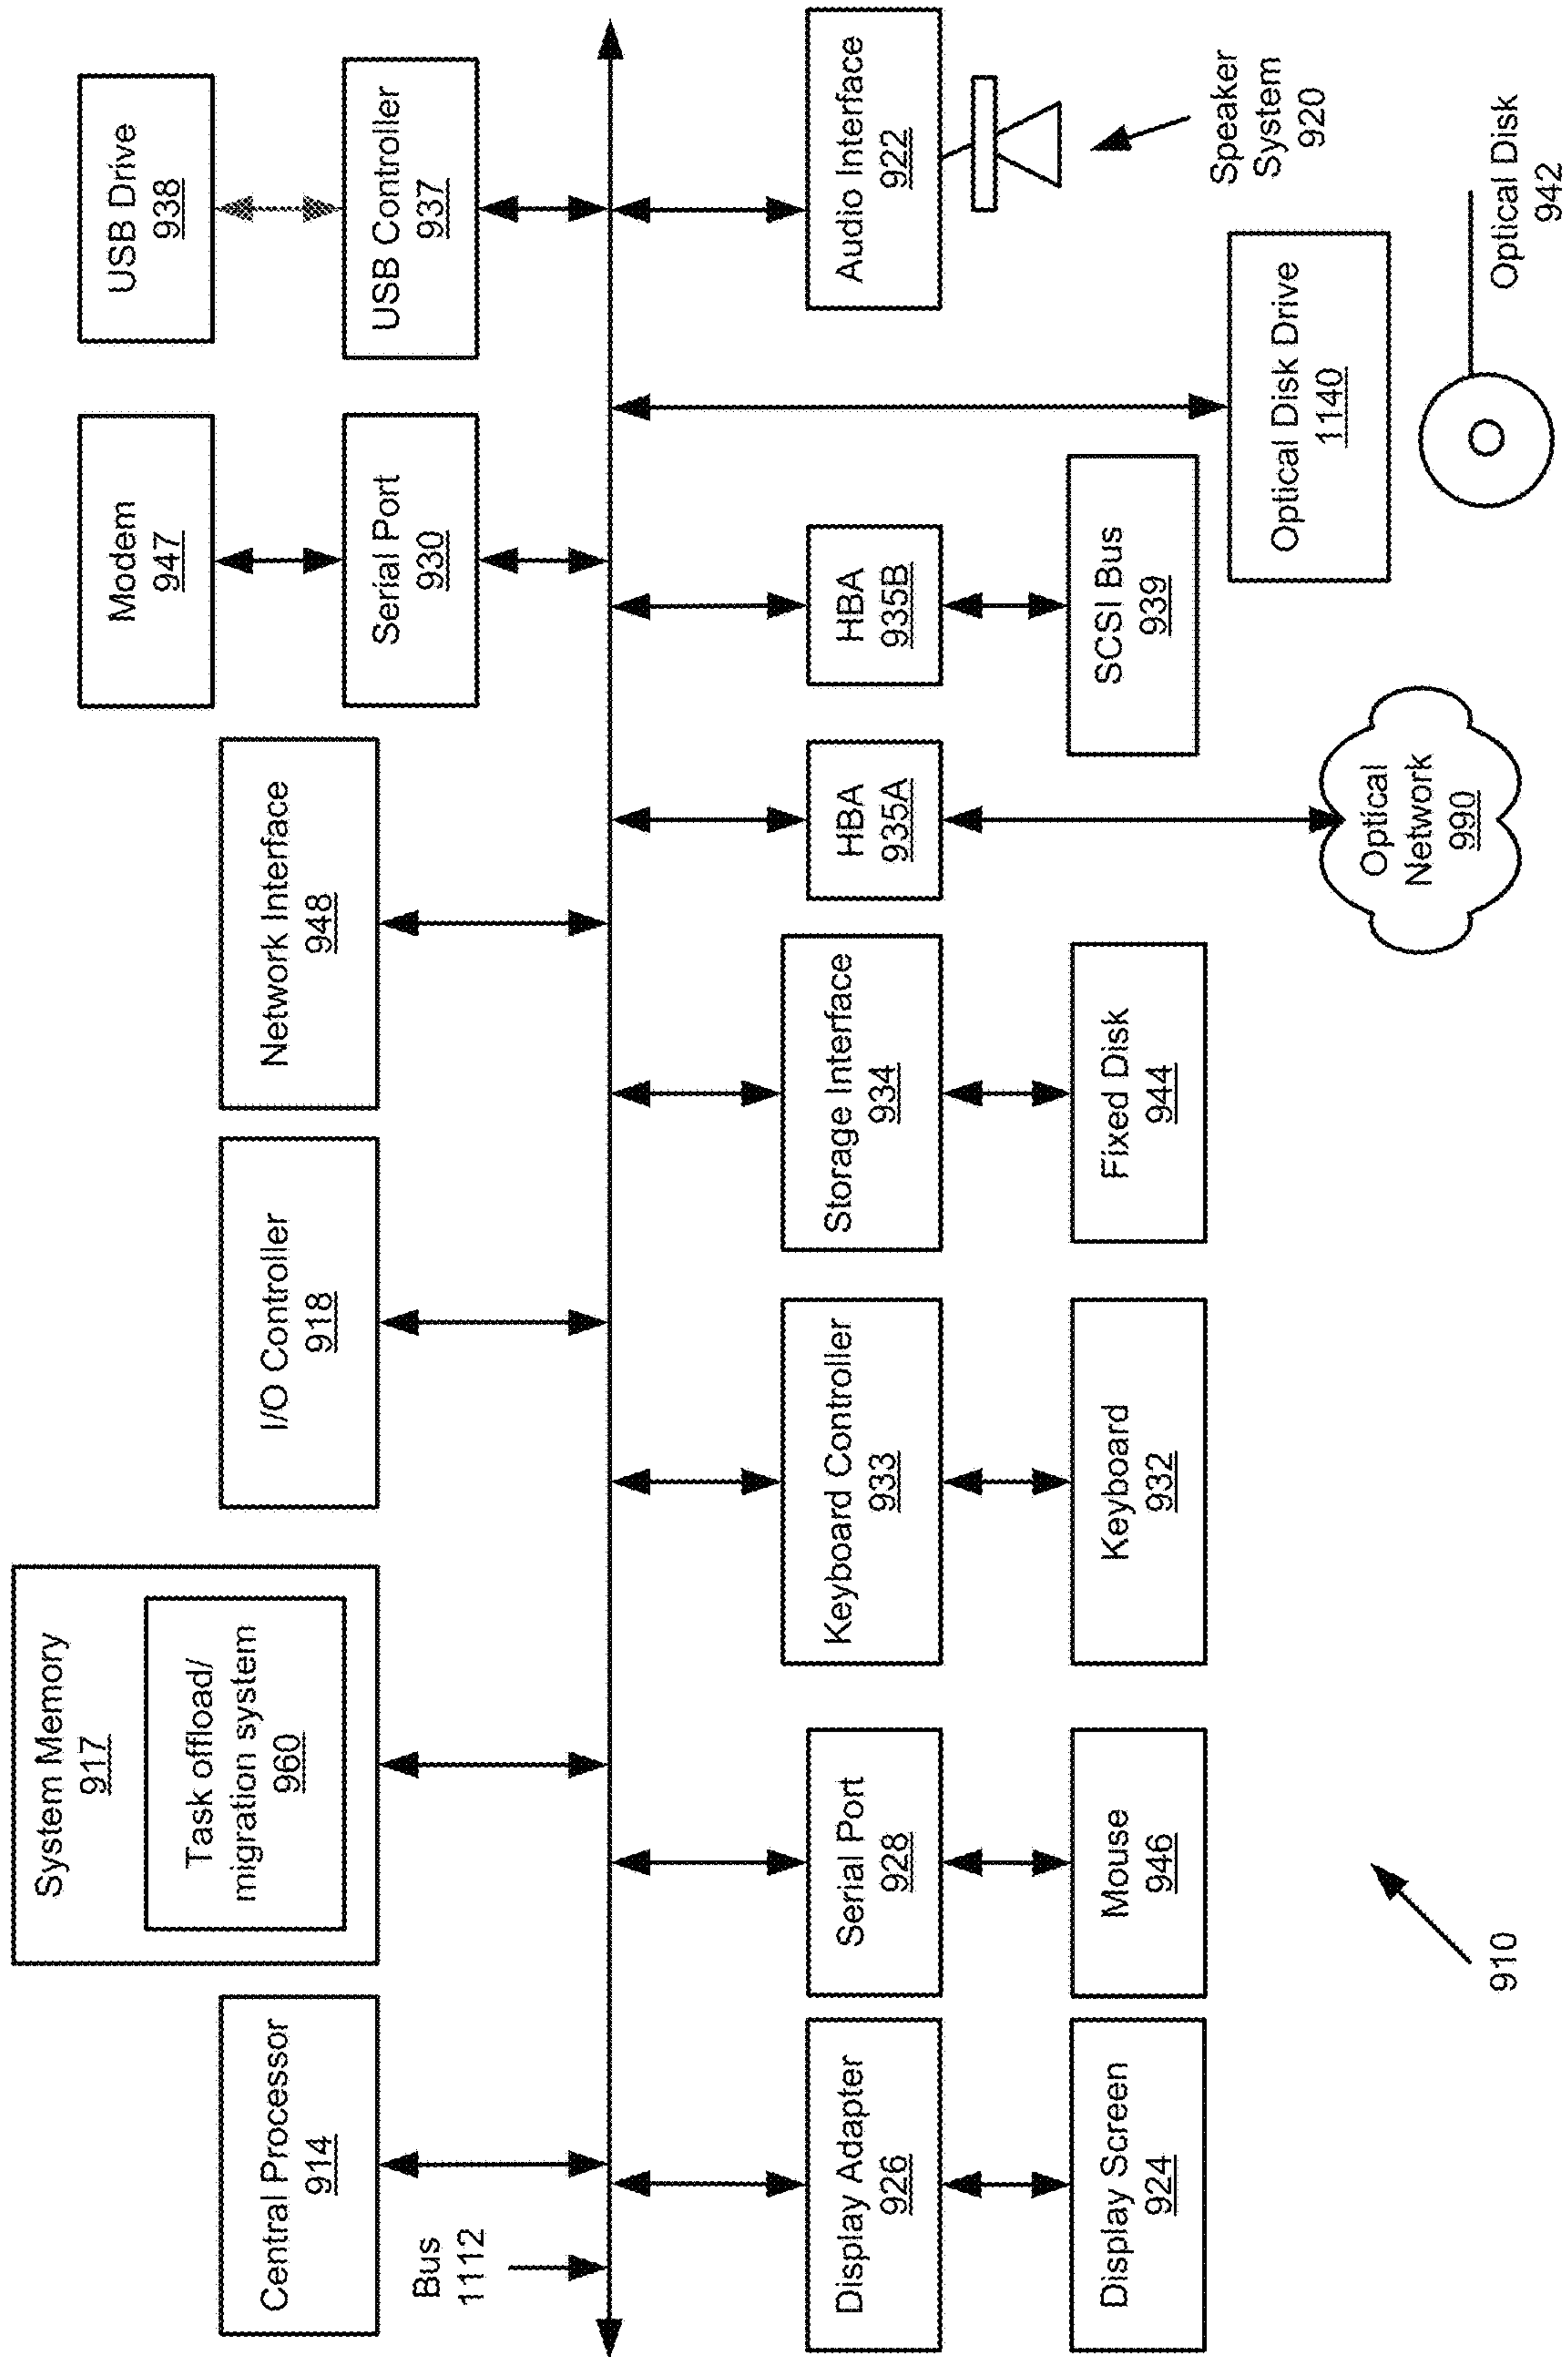 Central Processor
914
System Memory
917
Task offload/
migration system
960
I/O Controller
918
Network Interface
948
Modem
947
Serial Port
930
USB Drive
938
USB Controller
937
Bus
1112
Display Adapter
926
Display Screen
924
Serial Port
928
Mouse
946
Keyboard Controller
933
Keyboard
932
Storage Interface
934
Fixed Disk
944
HBA
935A
Optical
Network
990
HBA
935B
SCSI Bus
939
Optical Disk Drive
1140
Optical Disk
942
Audio Interface
922
Speaker
System
920
910